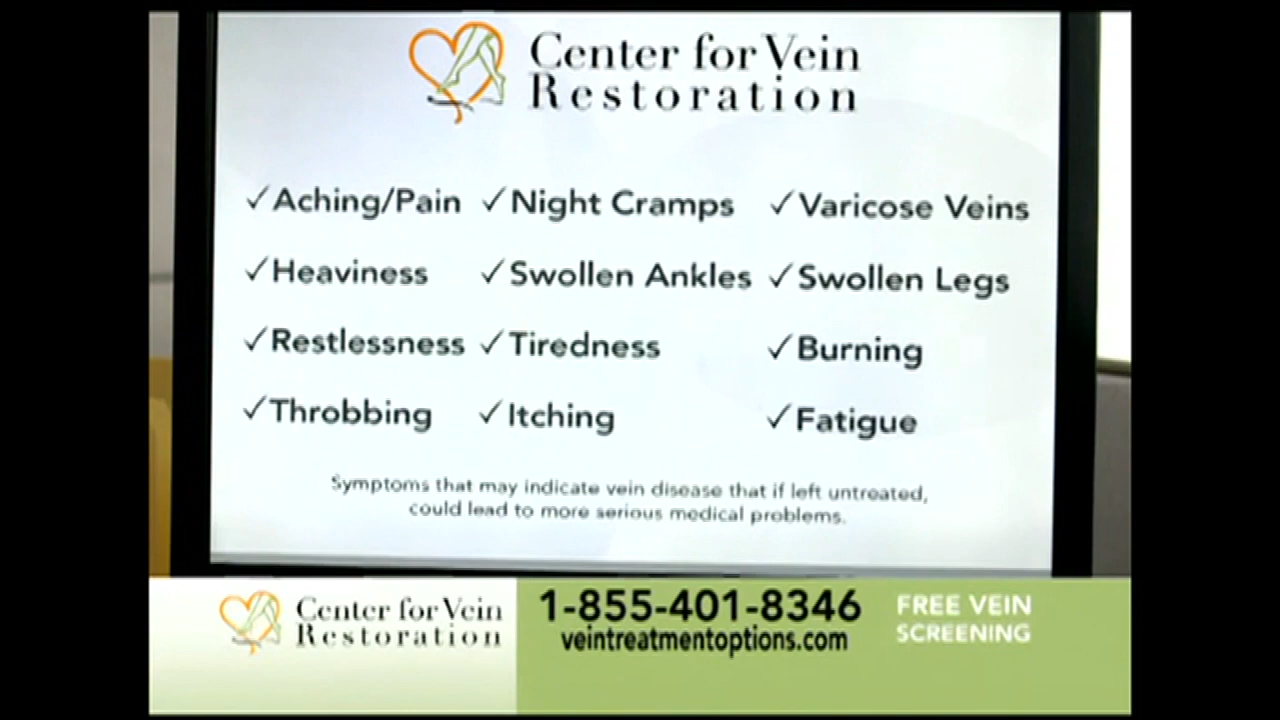 Center for Vein
Restoration
✓Aching/Pain ✓Night Cramps ✓Varicose Veins
✓Heaviness ✓Swollen Ankles ✓Swollen Legs
✓Restlessness ✓Tiredness ✓Burning
✓Throbbing ✓Itching ✓Fatigue
Symptoms that may indicate vein disease that if left untreated,
could lead to more serious medical problems.
Center for Vein
Restoration
1-855-401-8346
veintreatmentoptions.com
FREE VEIN
SCREENING